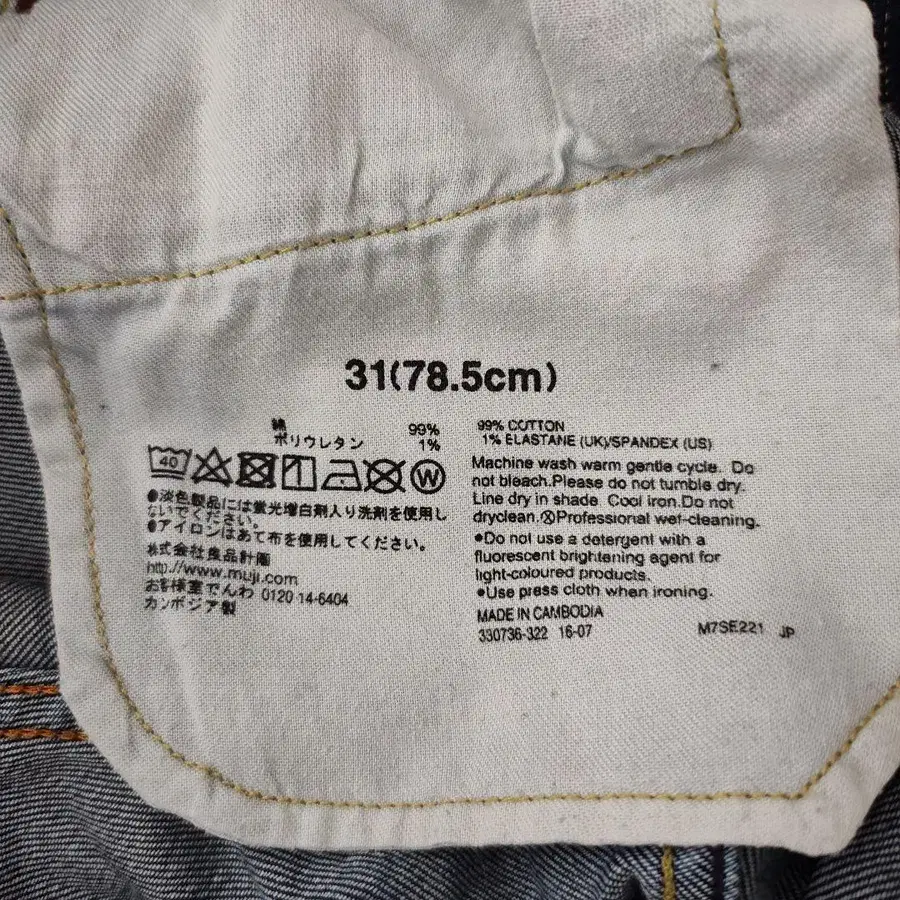 31(78.5cm)
綿 99%
ポリウレタン 1%
40
W
●淡色製品には蛍光増白剤入り洗剤を使用し
ないでください。
●アイロンはあて布を使用してください。
株式会社良品計画
http://www.muji.com
お客様室でんわ 0120 14-6404
カンボジア製
99% COTTON
1% ELASTANE (UK)/SPANDEX (US)
Machine wash warm gentle cycle. Do
not bleach.Please do not tumble dry.
Line dry in shade. Cool iron.Do not
dryclean.ⓌProfessional wet-cleaning.
●Do not use a detergent with a
fluorescent brightening agent for
light-coloured products.
●Use press cloth when ironing.
MADE IN CAMBODIA
330736-322 16-07 M7SE221 JP